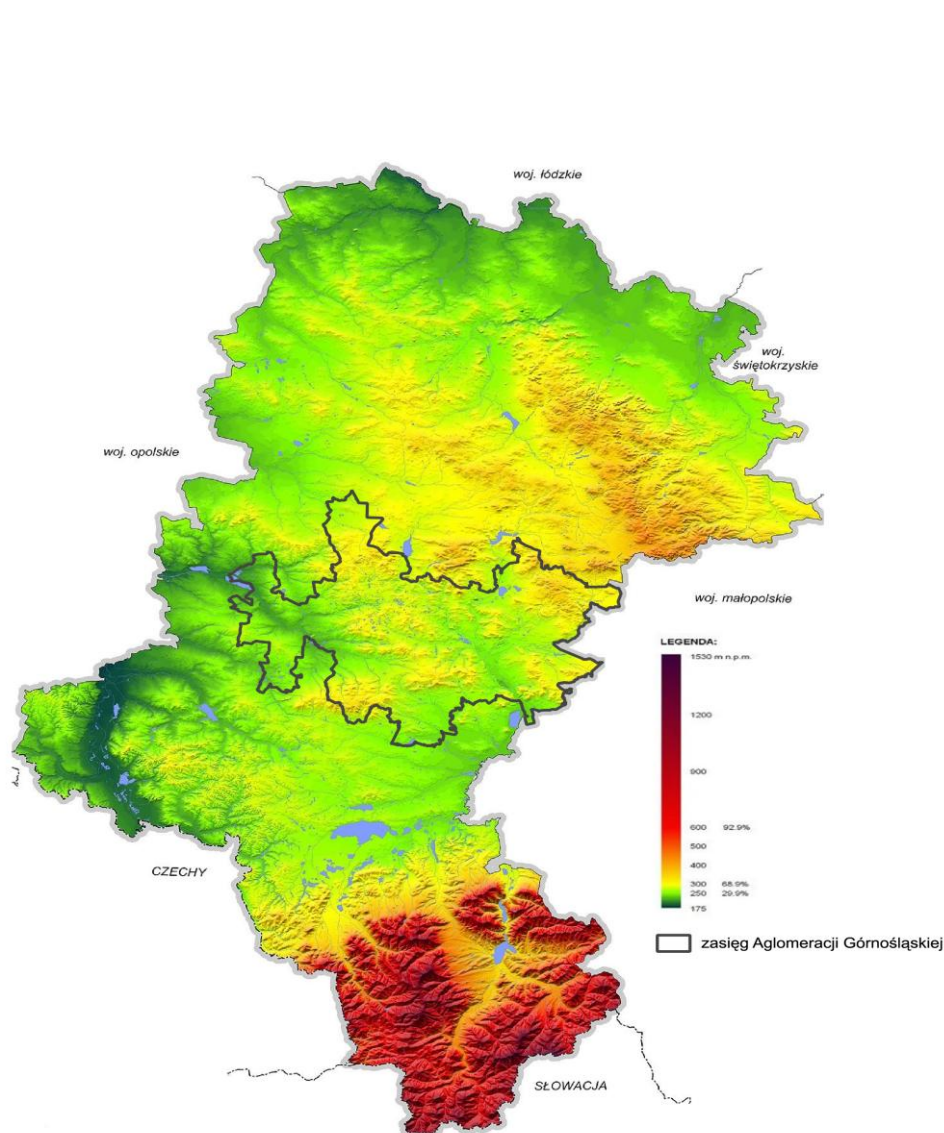 woj. łódzkie
woj.
świętokrzyskie
woj. opolskie
woj. małopolskie
LEGENDA:
1530 m n.p.m.
1200
900
600 92.9%
500
400
300 68.9%
250 29.9%
175
CZECHY
zasięg Aglomeracji Górnośląskiej
SŁOWACJA